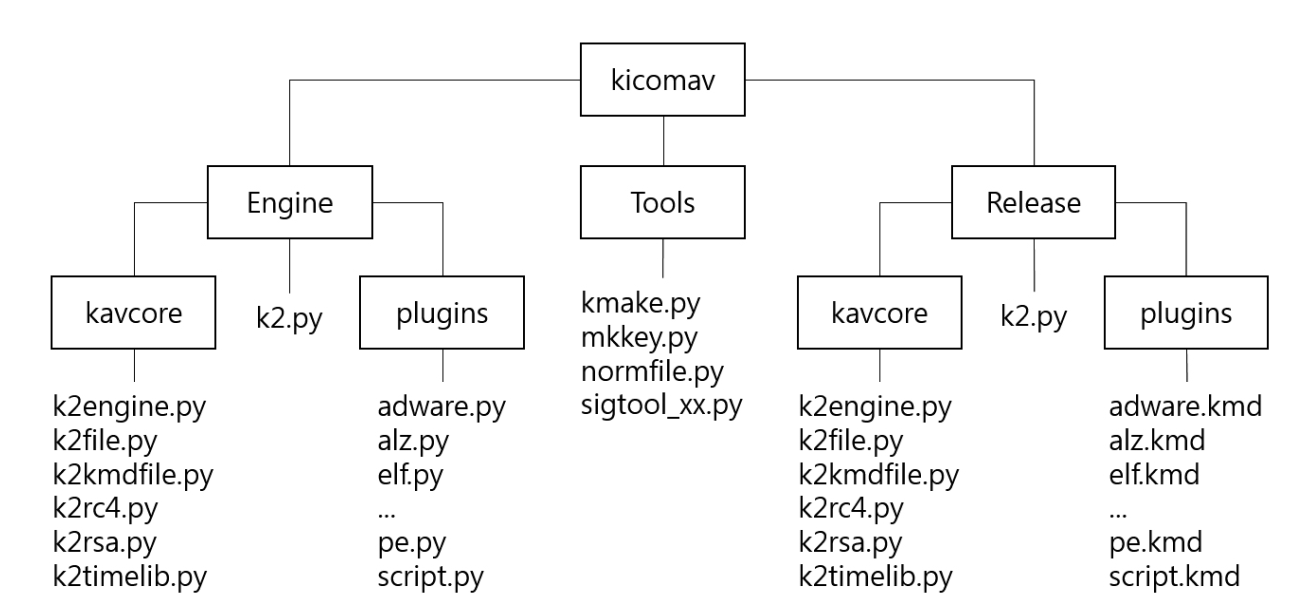 kicomav
Engine
Tools
Release
kavcore
k2.py
plugins
kmake.py
mkkey.py
normfile.py
sigtool_xx.py
kavcore
k2.py
plugins
k2engine.py
k2file.py
k2kmdfile.py
k2rc4.py
k2rsa.py
k2timelib.py
adware.py
alz.py
elf.py
...
pe.py
script.py
k2engine.py
k2file.py
k2kmdfile.py
k2rc4.py
k2rsa.py
k2timelib.py
adware.kmd
alz.kmd
elf.kmd
...
pe.kmd
script.kmd